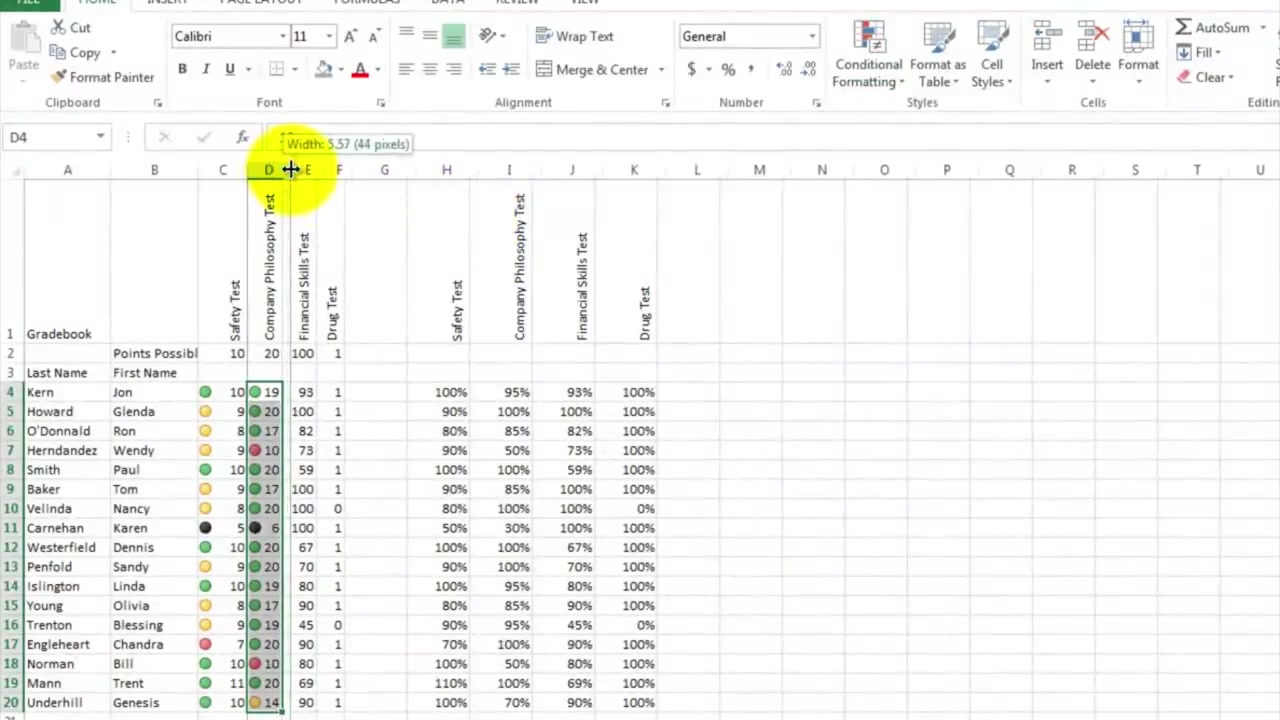 FILE HOME INSERT PAGE LAYOUT FORMULAS DATA REVIEW VIEW
Cut
Copy
Format Painter
Paste
Clipboard
Calibri 11
B I U
Font
Wrap Text
Merge & Center
Alignment
General
$ % ,
Number
Conditional Formatting
Format as Table
Cell Styles
Styles
Insert Delete Format
Cells
AutoSum
Fill
Clear
D4 fx
Width: 5.57 (44 pixels)
A B C D E F G H I J K L M N O P Q R S T U
1 Gradebook Safety Test Company Philosophy Test Financial Skills Test Drug Test Safety Test Company Philosophy Test Financial Skills Test Drug Test
2 Points Possibl 10 20 100 1
3 Last Name First Name
4 Kern Jon 10 19 93 1 100% 95% 93% 100%
5 Howard Glenda 9 20 100 1 90% 100% 100% 100%
6 O'Donnald Ron 8 17 82 1 80% 85% 82% 100%
7 Herndandez Wendy 9 10 73 1 90% 50% 73% 100%
8 Smith Paul 10 20 59 1 100% 100% 59% 100%
9 Baker Tom 9 17 100 1 90% 85% 100% 100%
10 Velinda Nancy 8 20 100 0 80% 100% 100% 0%
11 Carnehan Karen 5 6 100 1 50% 30% 100% 100%
12 Westerfield Dennis 10 20 67 1 100% 100% 67% 100%
13 Penfold Sandy 9 20 70 1 90% 100% 70% 100%
14 Islington Linda 10 19 80 1 100% 95% 80% 100%
15 Young Olivia 8 17 90 1 80% 85% 90% 100%
16 Trenton Blessing 9 19 45 0 90% 95% 45% 0%
17 Engleheart Chandra 7 20 90 1 70% 100% 90% 100%
18 Norman Bill 10 10 80 1 100% 50% 80% 100%
19 Mann Trent 11 20 69 1 110% 100% 69% 100%
20 Underhill Genesis 10 14 90 1 100% 70% 90% 100%